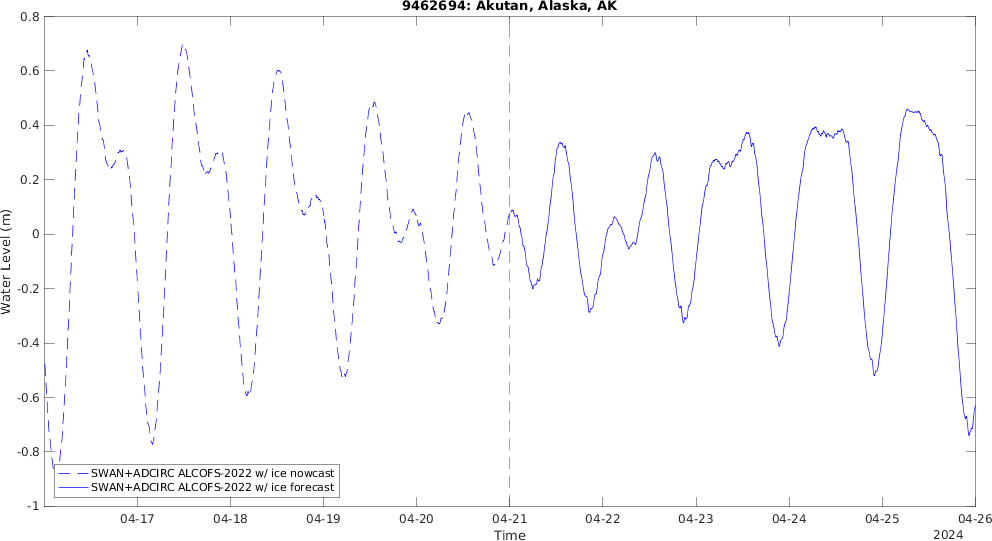 9462694: Akutan, Alaska, AK
0.8
0.6
0.4
0.2
0
-0.2
-0.4
-0.6
-0.8
-1
Water Level (m)
SWAN+ADCIRC ALCOFS-2022 w/ ice nowcast
SWAN+ADCIRC ALCOFS-2022 w/ ice forecast
04-17 04-18 04-19 04-20 04-21 04-22 04-23 04-24 04-25 04-26
Time
2024